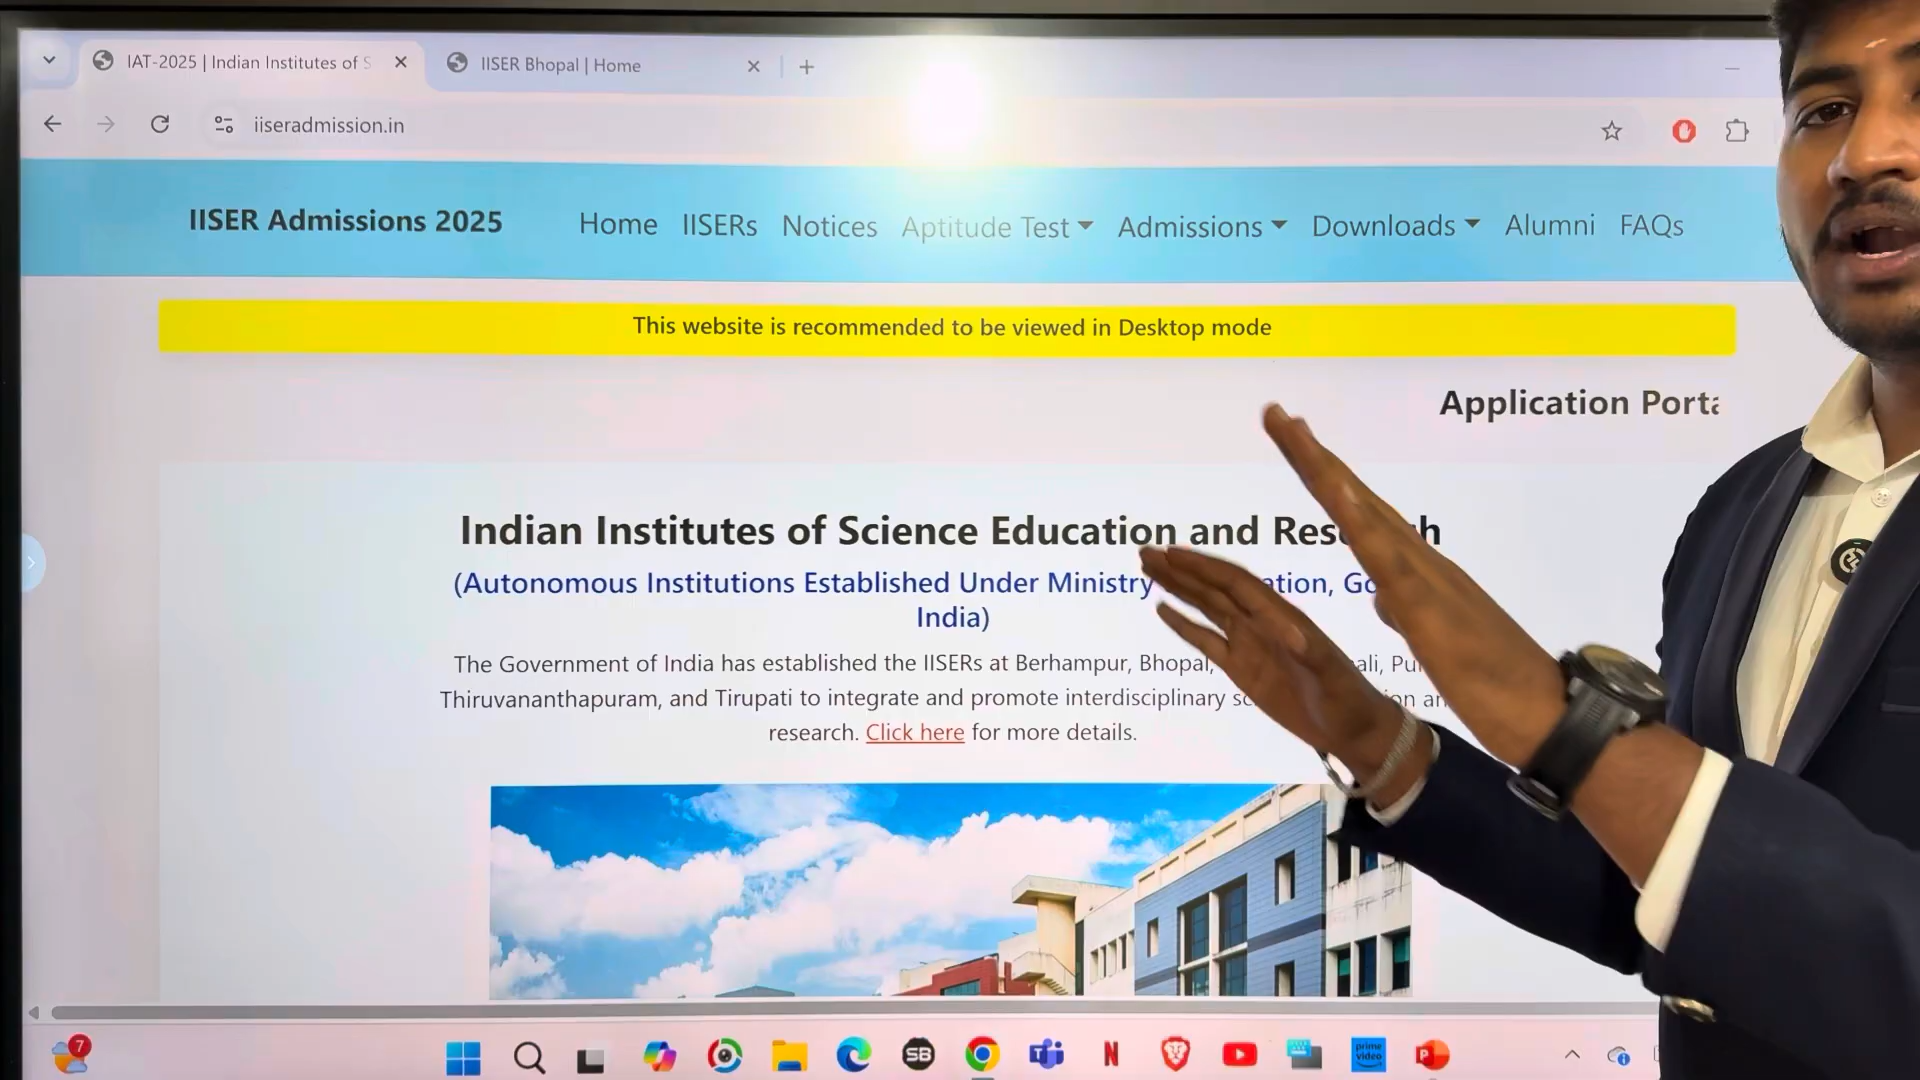 IAT-2025 | Indian Institutes of S
IISER Bhopal | Home
iiseradmission.in
IISER Admissions 2025
Home IISERs Notices Aptitude Test Admissions Downloads Alumni FAQs
This website is recommended to be viewed in Desktop mode
Application Porta
Indian Institutes of Science Education and Res h
(Autonomous Institutions Established Under Ministry ation, Go
India)
The Government of India has established the IISERs at Berhampur, Bhopal, ali, Pu
Thiruvananthapuram, and Tirupati to integrate and promote interdisciplinary sc on an
research. Click here for more details.
7
SB
N
prime
video
P